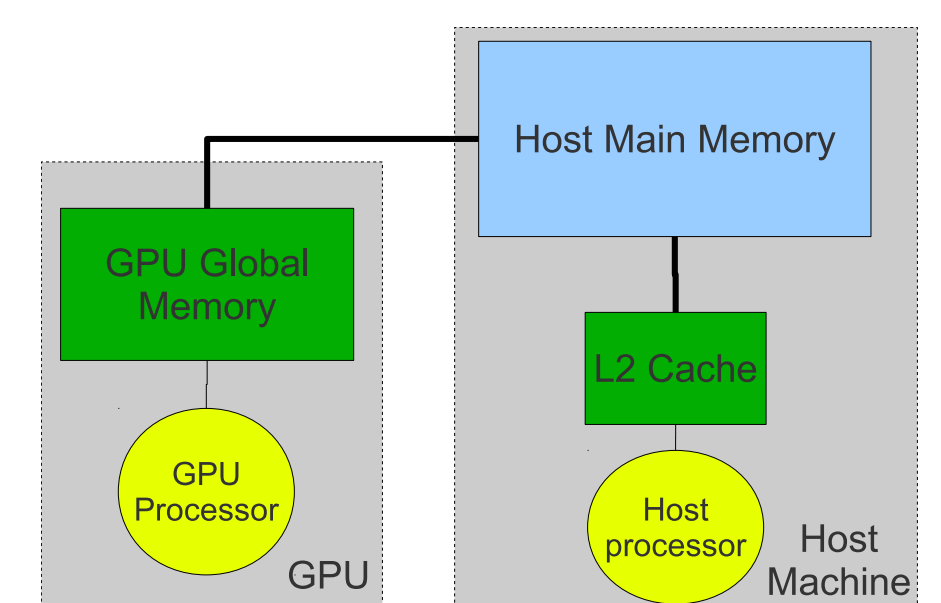 Host Main Memory
GPU Global
Memory
L2 Cache
GPU
Processor
GPU
Host
processor
Host
Machine